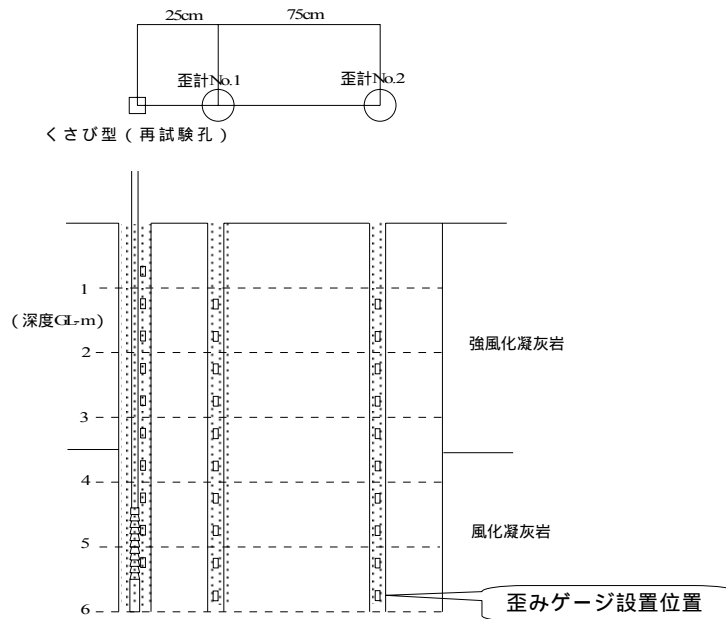 25cm 75cm
歪計No.1 歪計No.2
くさび型（再試験孔）
1
（深度GL-m）
2
強風化凝灰岩
3
4
風化凝灰岩
5
6
歪みゲージ設置位置